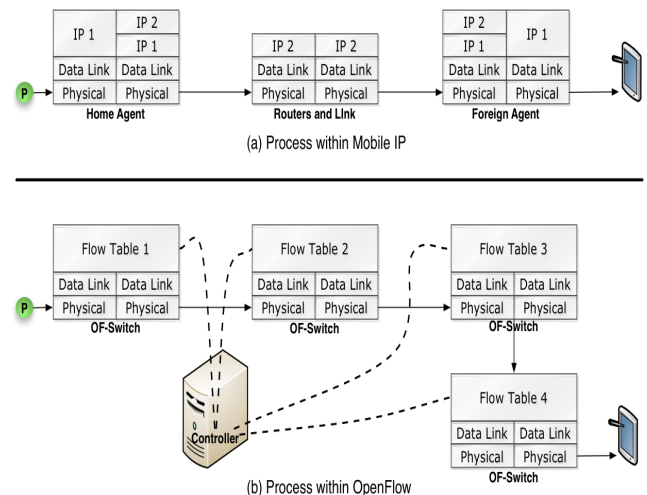 IP 1
IP 2
IP 1
Data Link
Data Link
P
Physical
Physical
Home Agent
IP 2
IP 2
Data Link
Data Link
Physical
Physical
Routers and LInk
IP 2
IP 1
IP 1
Data Link
Data Link
Physical
Physical
Foreign Agent
(a) Process within Mobile IP
Flow Table 1
Data Link
Data Link
P
Physical
Physical
OF-Switch
Flow Table 2
Data Link
Data Link
Physical
Physical
OF-Switch
Flow Table 3
Data Link
Data Link
Physical
Physical
OF-Switch
Controller
Flow Table 4
Data Link
Data Link
Physical
Physical
OF-Switch
(b) Process within OpenFlow